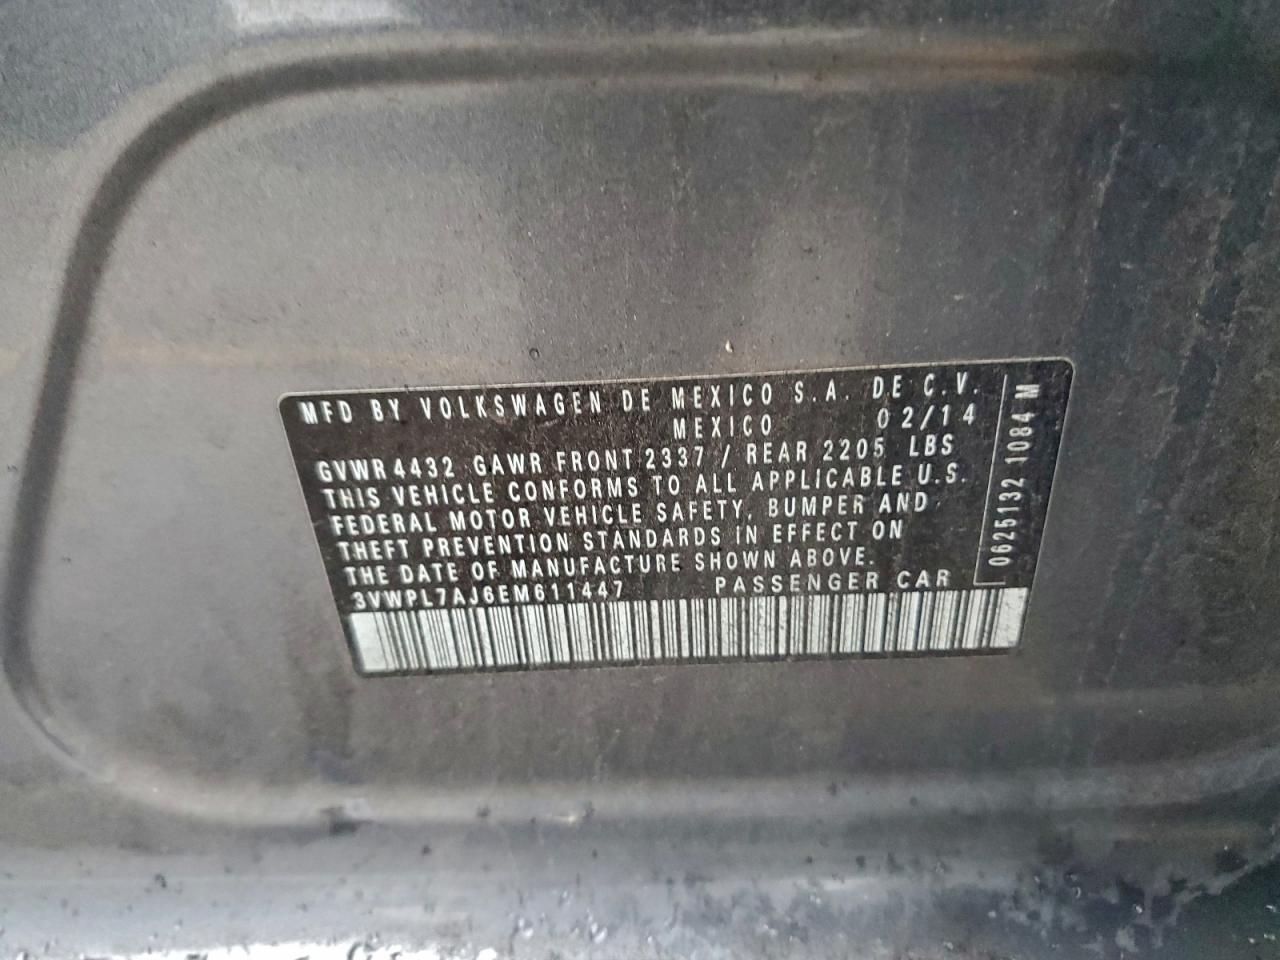 MFD BY VOLKSWAGEN DE MEXICO S.A. DE C.V.
MEXICO 02/14
GVWR 4432 GAWR FRONT 2337 / REAR 2205 LBS
THIS VEHICLE CONFORMS TO ALL APPLICABLE U.S.
FEDERAL MOTOR VEHICLE SAFETY, BUMPER AND
THEFT PREVENTION STANDARDS IN EFFECT ON
THE DATE OF MANUFACTURE SHOWN ABOVE.
3VWPL7AJ6EM611447 PASSENGER CAR
0625132 1084 M